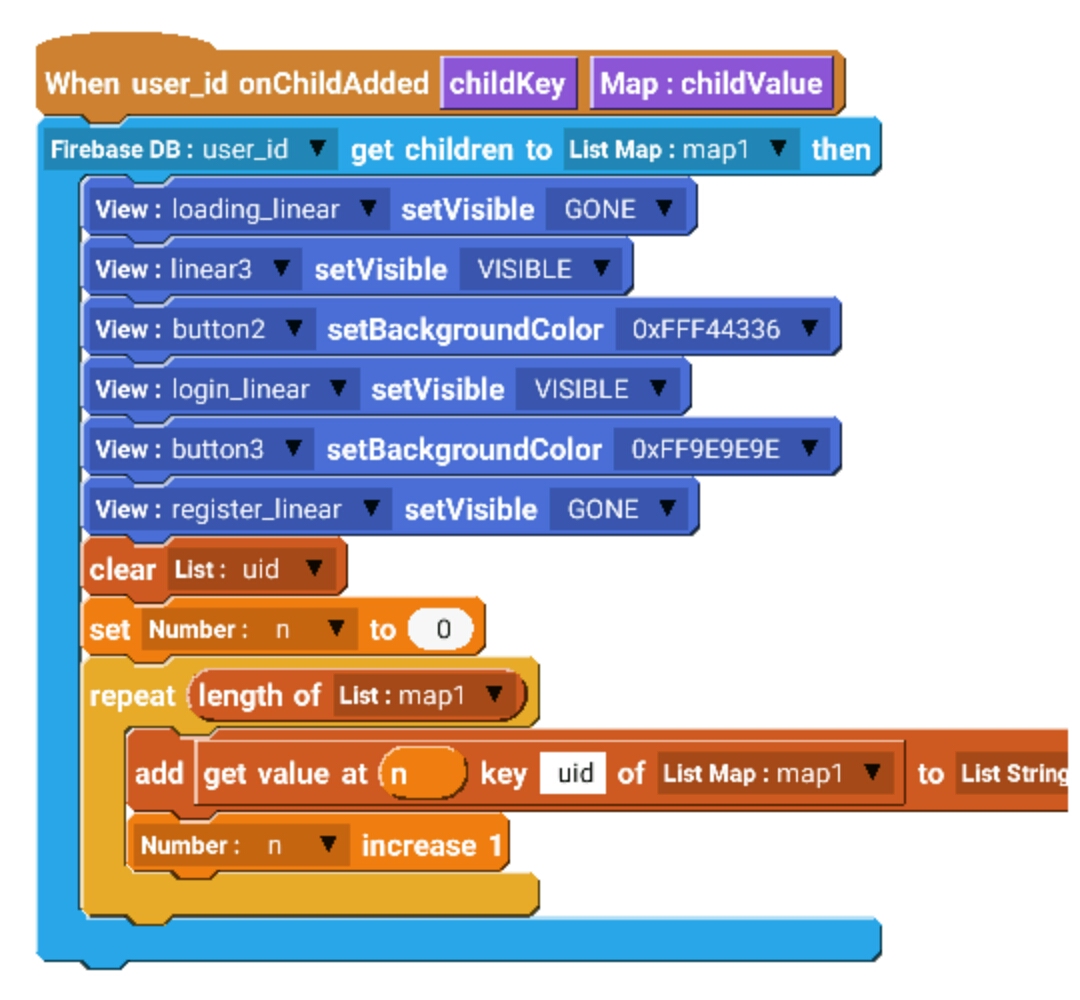 When user_id onChildAdded childKey Map : childValue
Firebase DB : user_id get children to List Map : map1 then
View : loading_linear setVisible GONE
View : linear3 setVisible VISIBLE
View : button2 setBackgroundColor 0xFFF44336
View : login_linear setVisible VISIBLE
View : button3 setBackgroundColor 0xFF9E9E9E
View : register_linear setVisible GONE
clear List : uid
set Number : n to 0
repeat length of List : map1
add get value at n key uid of List Map : map1 to List String
Number : n increase 1